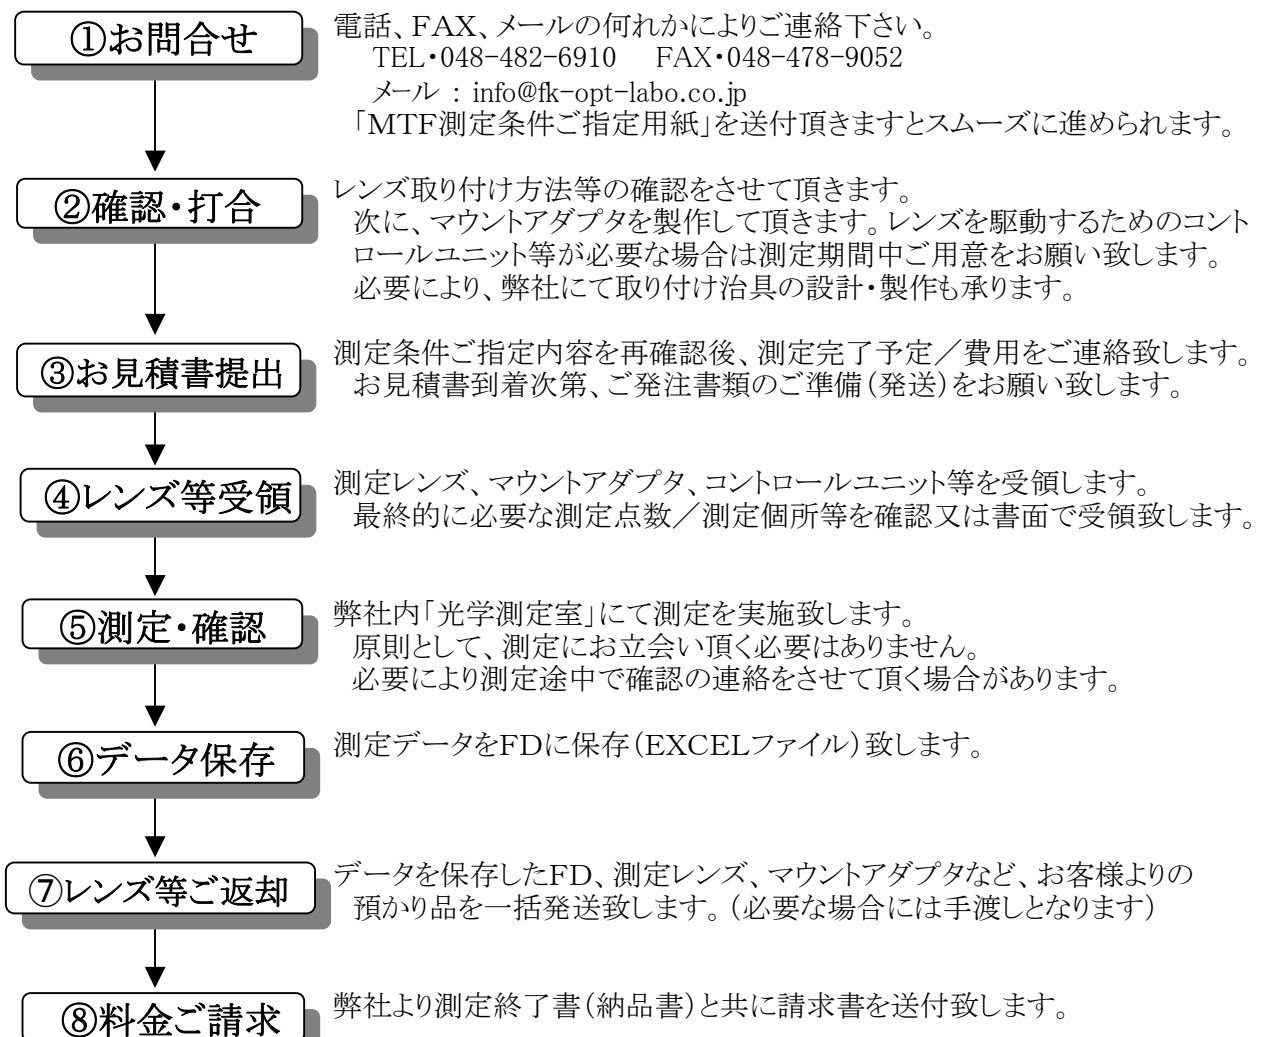 ①お問合せ
電話、FAX、メールの何れかによりご連絡下さい。
TEL・048-482-6910 FAX・048-478-9052
メール : info@fk-opt-labo.co.jp
「MTF測定条件ご指定用紙」を送付頂きますとスムーズに進められます。
②確認・打合
レンズ取り付け方法等の確認をさせて頂きます。
次に、マウントアダプタを製作して頂きます。レンズを駆動するためのコント
ロールユニット等が必要な場合は測定期間中ご用意をお願い致します。
必要により、弊社にて取り付け治具の設計・製作も承ります。
③お見積書提出
測定条件ご指定内容を再確認後、測定完了予定／費用をご連絡致します。
お見積書到着次第、ご発注書類のご準備(発送)をお願い致します。
④レンズ等受領
測定レンズ、マウントアダプタ、コントロールユニット等を受領します。
最終的に必要な測定点数／測定個所等を確認又は書面で受領致します。
⑤測定・確認
弊社内「光学測定室」にて測定を実施致します。
原則として、測定にお立会い頂く必要はありません。
必要により測定途中で確認の連絡をさせて頂く場合があります。
⑥データ保存
測定データをFDに保存(EXCELファイル)致します。
⑦レンズ等ご返却
データを保存したFD、測定レンズ、マウントアダプタなど、お客様よりの
預かり品を一括発送致します。(必要な場合には手渡しとなります)
⑧料金ご請求
弊社より測定終了書(納品書)と共に請求書を送付致します。